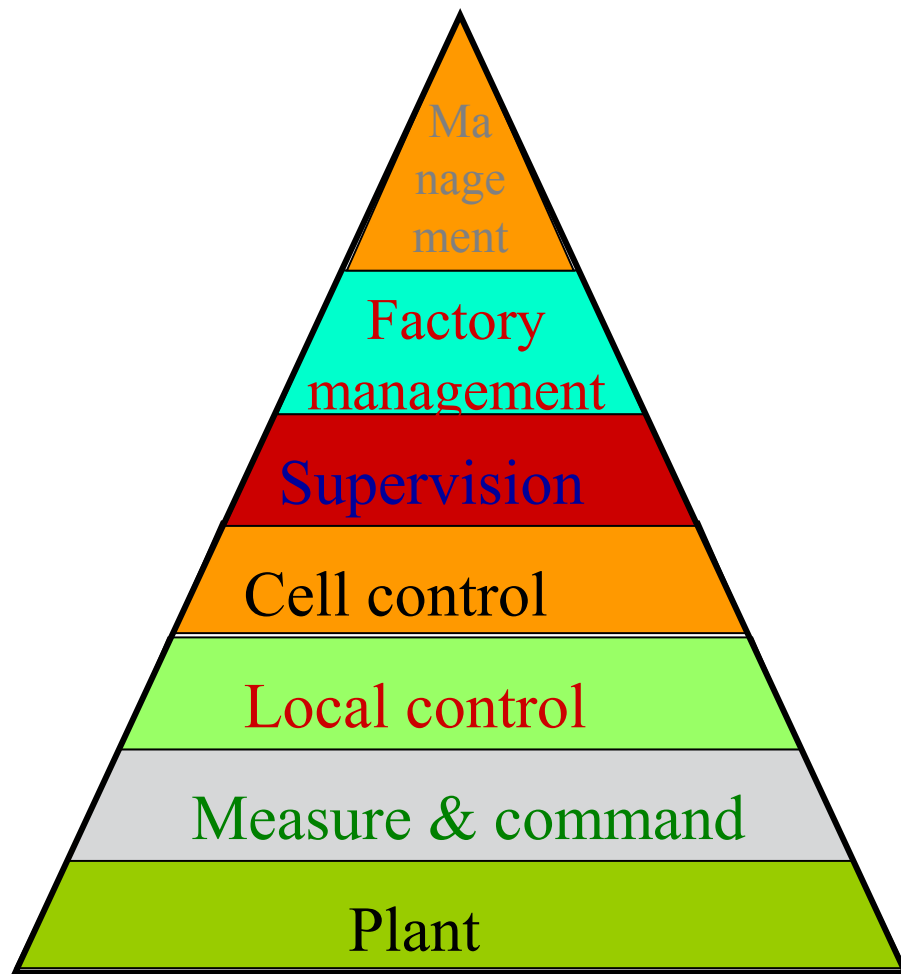 Ma
nage
ment
Factory
management
Supervision
Cell control
Local control
Measure & command
Plant